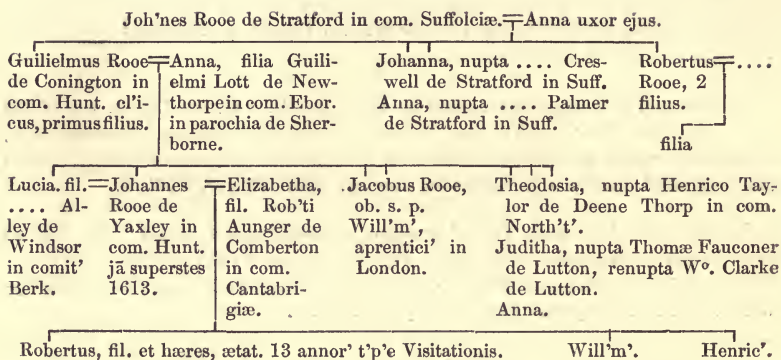 Joh'nes Rooe de Stratford in com. Suffolciæ.=Anna uxor ejus.
Guilielmus Rooe=
de Conington in
com. Hunt. cl'i-
cus, primus filius.
Anna, filia Guili-
elmi Lott de New-
thorpe in com. Ebor.
in parochia de Sher-
borne.
Johanna, nupta .... Cres-
well de Stratford in Suff.
Anna, nupta .... Palmer
de Stratford in Suff.
Robertus=....
Rooe, 2
filius.
filia
Lucia. fil.=
.... Al-
ley de
Windsor
in comit'
Berk.
Johannes=
Rooe de
Yaxley in
com. Hunt.
jā superstes
1613.
Elizabetha,
fil. Rob'ti
Aunger de
Comberton
in com.
Cantabri-
giæ.
Jacobus Rooe,
ob. s. p.
Will'm',
aprentici' in
London.
Theodosia, nupta Henrico Tay-
lor de Deene Thorp in com.
North't'.
Juditha, nupta Thomæ Fauconer
de Lutton, renupta Wº. Clarke
de Lutton.
Anna.
Robertus, fil. et hæres, ætat. 13 annor' t'p'e Visitationis. Will'm'. Henric'.